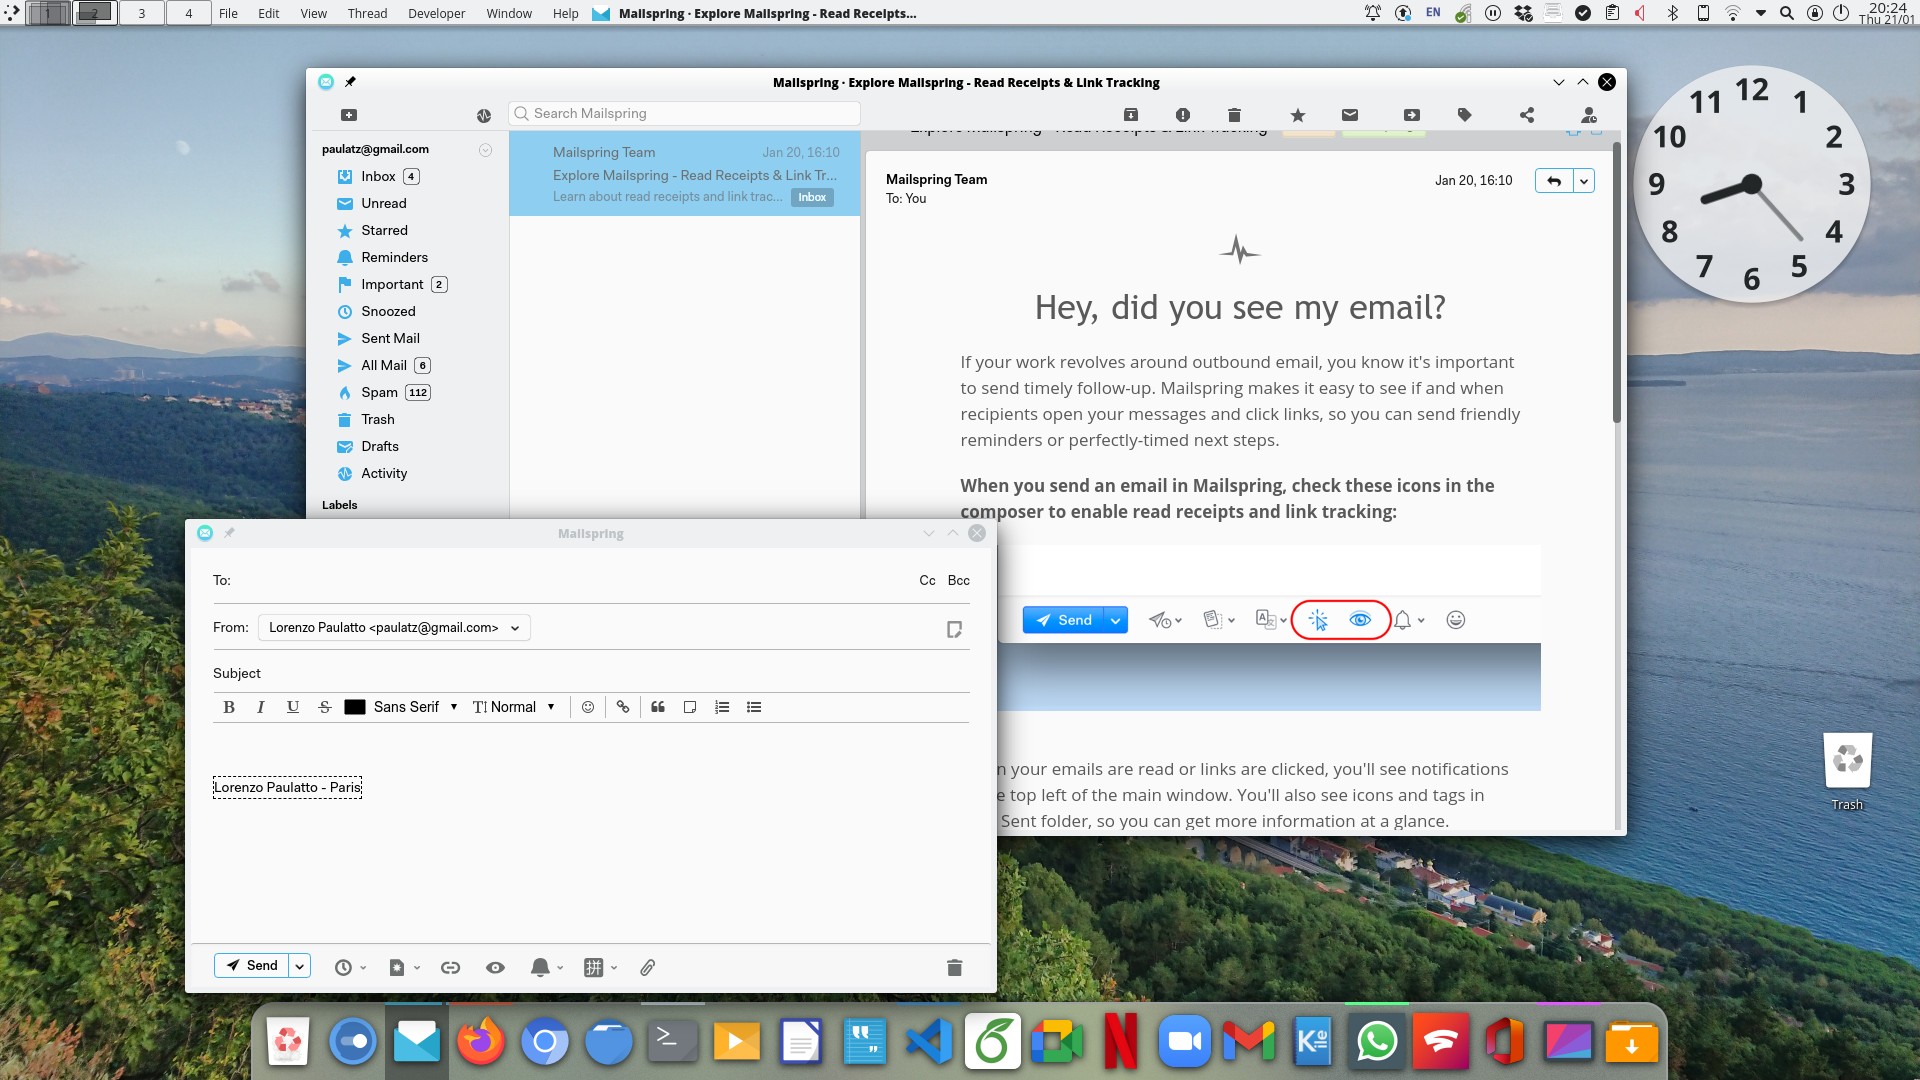 1 2 3 4 File Edit View Thread Developer Window Help Mailspring · Explore Mailspring - Read Receipts...
EN
20:24
Thu 21/01
Mailspring · Explore Mailspring - Read Receipts & Link Tracking
Search Mailspring
paulatz@gmail.com
Inbox 4
Unread
Starred
Reminders
Important 2
Snoozed
Sent Mail
All Mail 6
Spam 112
Trash
Drafts
Activity
Labels
Mailspring Team Jan 20, 16:10
Explore Mailspring - Read Receipts & Link Tr...
Learn about read receipts and link trac... Inbox
Explore Mailspring - Read Receipts & Link Tracking
Mailspring Team Jan 20, 16:10
To: You
Hey, did you see my email?
If your work revolves around outbound email, you know it's important
to send timely follow-up. Mailspring makes it easy to see if and when
recipients open your messages and click links, so you can send friendly
reminders or perfectly-timed next steps.
When you send an email in Mailspring, check these icons in the
composer to enable read receipts and link tracking:
Send
n your emails are read or links are clicked, you'll see notifications
e top left of the main window. You'll also see icons and tags in
Sent folder, so you can get more information at a glance.
12 1 2 3 4 5 6 7 8 9 10 11
Mailspring
To: Cc Bcc
From: Lorenzo Paulatto <paulatz@gmail.com>
Subject
B I U S Sans Serif Normal
Lorenzo Paulatto - Paris
Send
拼
Trash
N
Kile